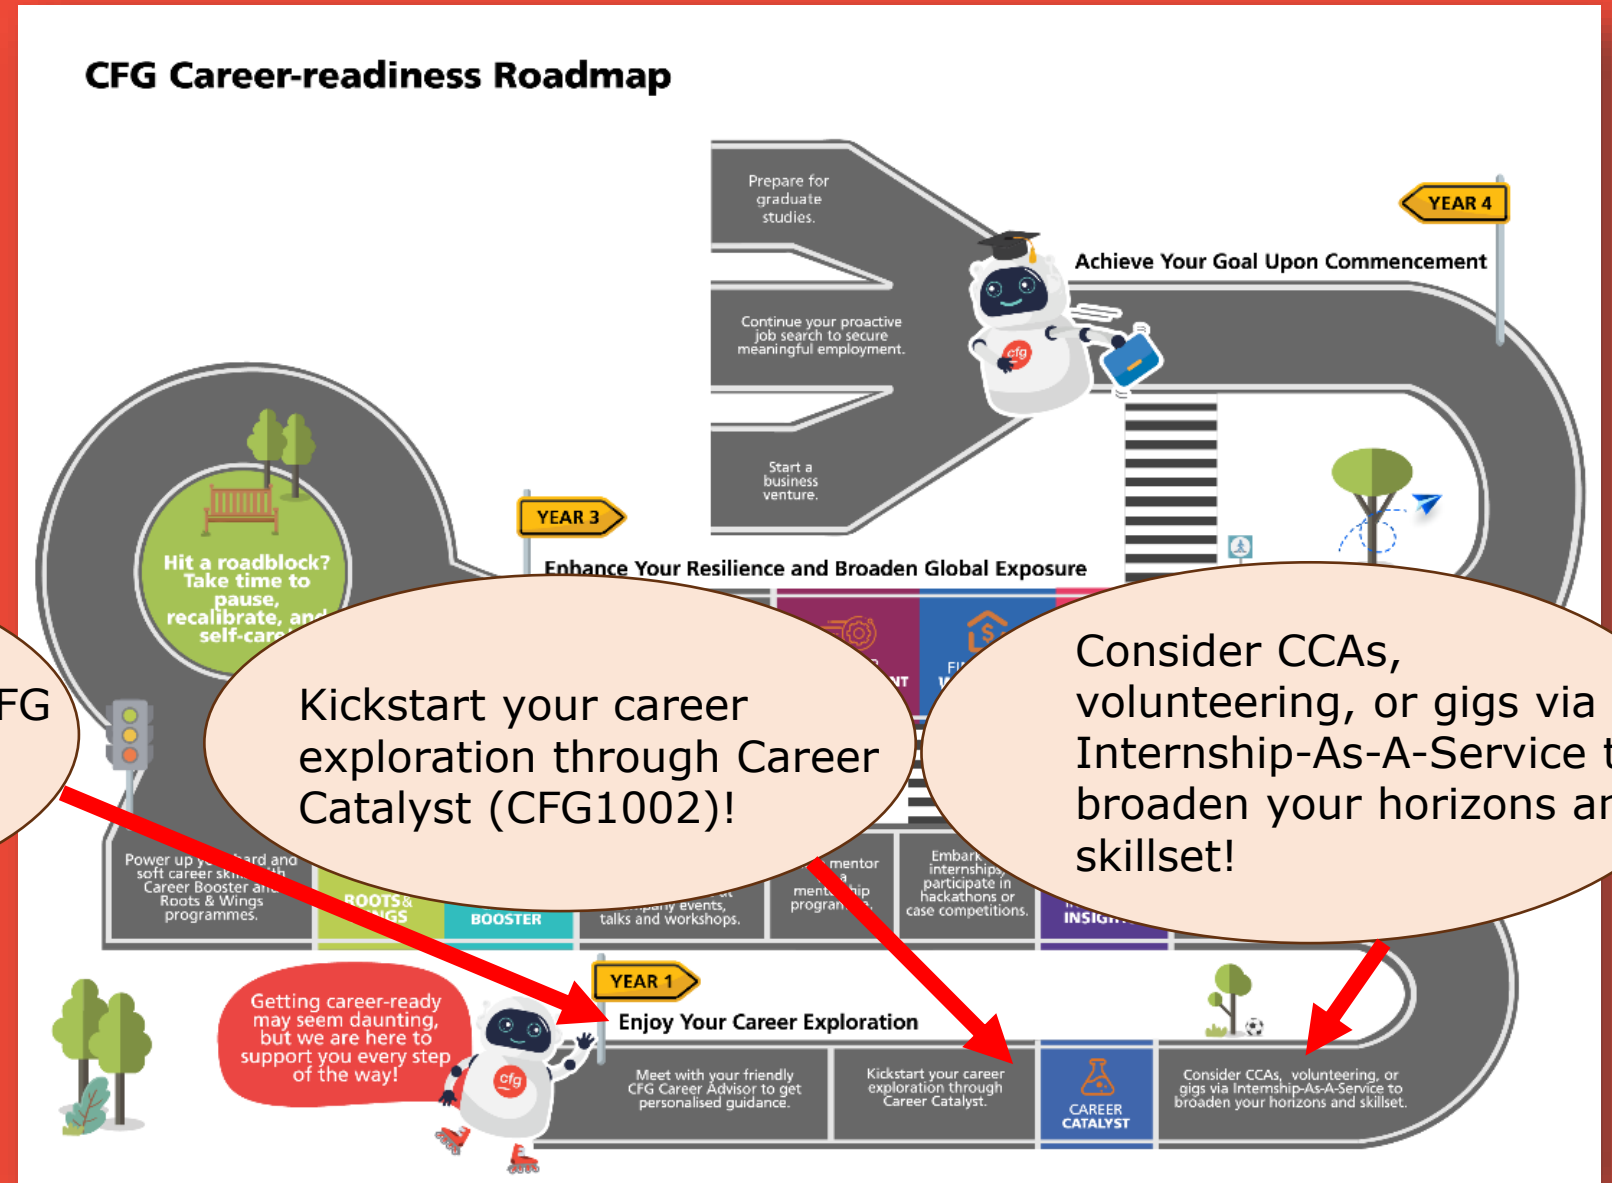 CFG Career-readiness Roadmap
Prepare for
graduate
studies.
YEAR 4
Achieve Your Goal Upon Commencement
Continue your proactive
job search to secure
meaningful employment.
cfg
Start a
business
venture.
YEAR 3
Enhance Your Resilience and Broaden Global Exposure
Hit a roadblock?
Take time to
pause,
recalibrate, and
self-care
FG
Kickstart your career
exploration through Career
Catalyst (CFG1002)!
Consider CCAs,
volunteering, or gigs via
Internship-As-A-Service
broaden your horizons
skillset!
Power up hard and
soft career
Career Booster and
Roots & Wings
programmes.
ROOTS&
BOOSTER
events,
talks and workshops.
mentor
a
Embark
internships,
participate in
hackathons or
case competitions.
YEAR 1
Enjoy Your Career Exploration
Getting career-ready
may seem daunting,
but we are here to
support you every step
of the way!
cfg
Meet with your friendly
CFG Career Advisor to get
personalised guidance.
Kickstart your career
exploration through
Career Catalyst.
CAREER
CATALYST
Consider CCAs, volunteering, or
gigs via Internship-As-A-Service to
broaden your horizons and skillset.